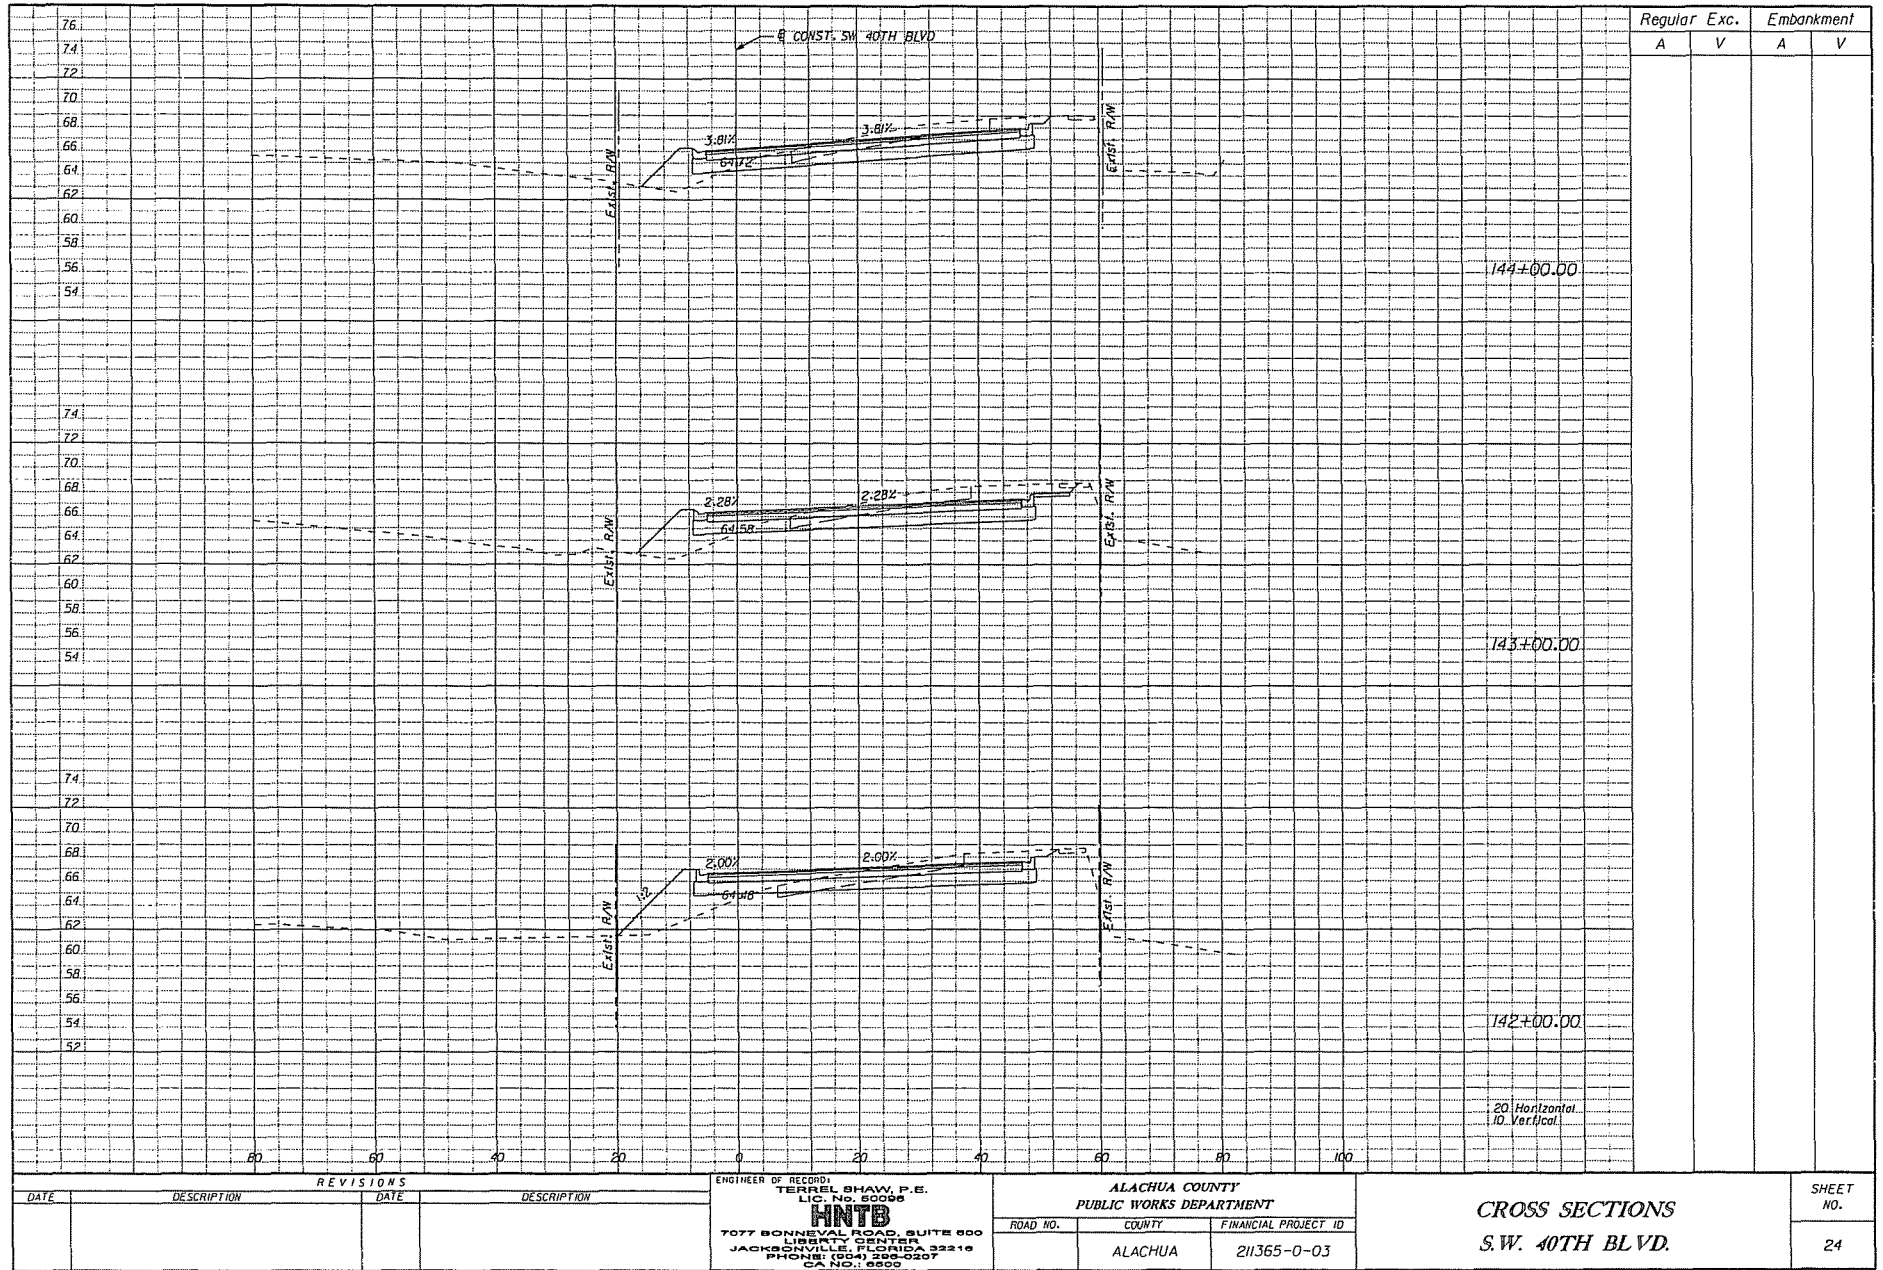 Regular Exc. Embankment
A V A V
℄ CONST. SW 40TH BLVD
76
74
72
70
68
66
64
62
60
58
56
54
3.81% 3.81%
64.72
Exist. R/W
Exist. R/W
144+00.00
74
72
70
68
66
64
62
60
58
56
54
2.28% 2.28%
64.58
Exist. R/W
Exist. R/W
143+00.00
74
72
70
68
66
64
62
60
58
56
54
52
2.00% 2.00%
1:2
64.48
Exist. R/W
Exist. R/W
142+00.00
20 Horizontal
10 Vertical
80 60 40 20 0 20 40 60 80 100
REVISIONS
DATE DESCRIPTION DATE DESCRIPTION
ENGINEER OF RECORD:
TERREL SHAW, P.E.
LIC. No. 50096
HNTB
7077 BONNEVAL ROAD, SUITE 600
LIBERTY CENTER
JACKSONVILLE, FLORIDA 32216
PHONE: (904) 296-0207
CA NO.: 6500
ALACHUA COUNTY
PUBLIC WORKS DEPARTMENT
ROAD NO. COUNTY FINANCIAL PROJECT ID
ALACHUA 211365-0-03
CROSS SECTIONS
S.W. 40TH BLVD.
SHEET
NO.
24